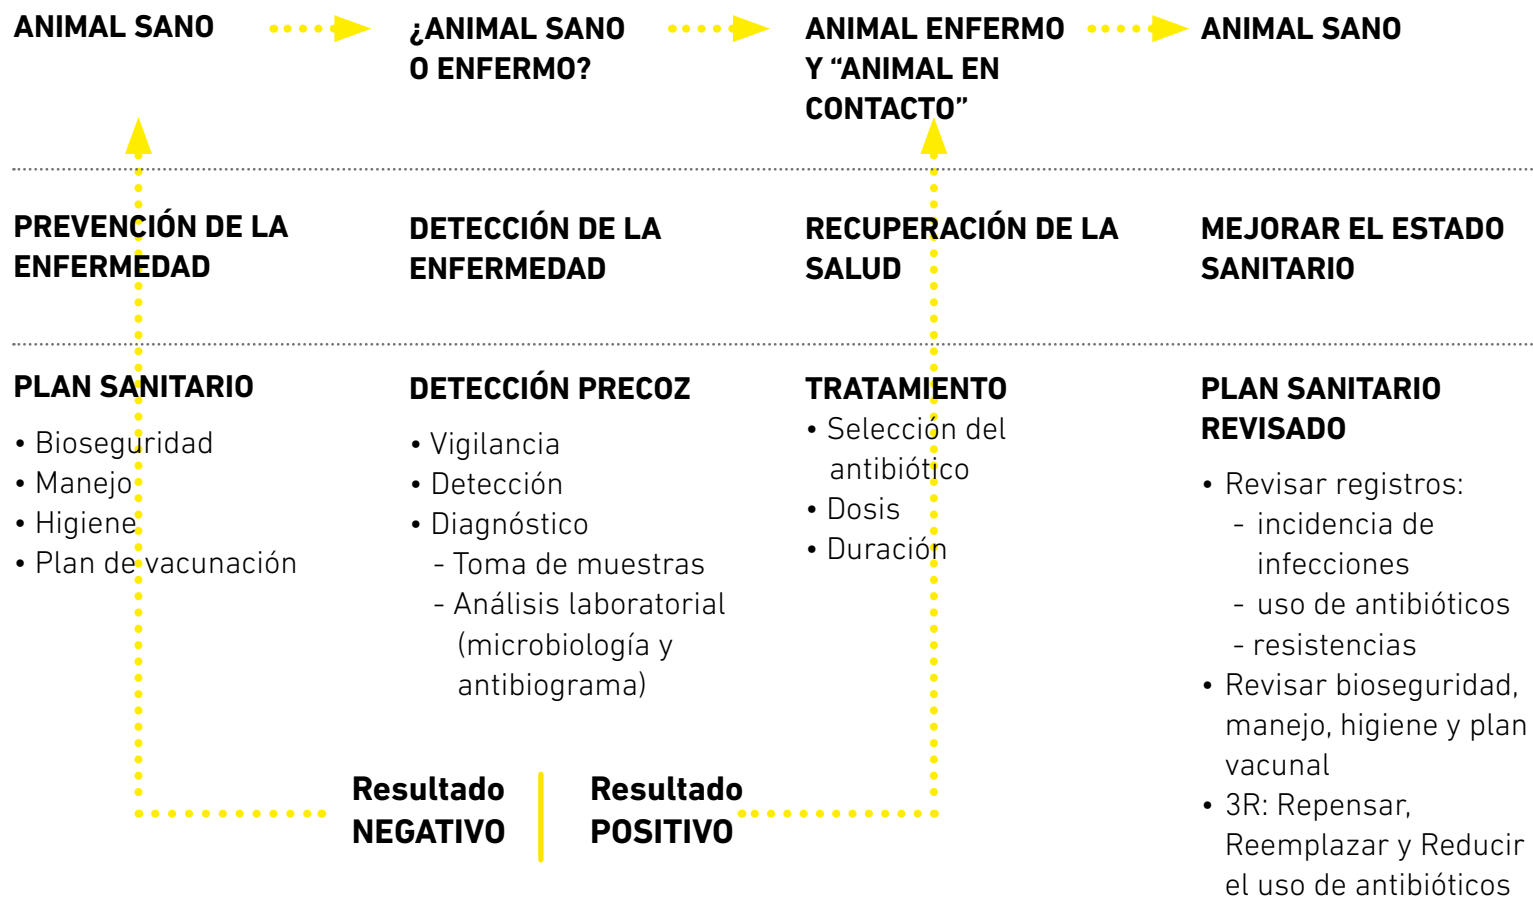 ANIMAL SANO
¿ANIMAL SANO
O ENFERMO?
ANIMAL ENFERMO
Y “ANIMAL EN
CONTACTO”
ANIMAL SANO
PREVENCIÓN DE LA
ENFERMEDAD
DETECCIÓN DE LA
ENFERMEDAD
RECUPERACIÓN DE LA
SALUD
MEJORAR EL ESTADO
SANITARIO
PLAN SANITARIO
• Bioseguridad
• Manejo
• Higiene
• Plan de vacunación
DETECCIÓN PRECOZ
• Vigilancia
• Detección
• Diagnóstico
- Toma de muestras
- Análisis laboratorial
(microbiología y
antibiograma)
TRATAMIENTO
• Selección del
antibiótico
• Dosis
• Duración
PLAN SANITARIO
REVISADO
• Revisar registros:
- incidencia de
infecciones
- uso de antibióticos
- resistencias
• Revisar bioseguridad,
manejo, higiene y plan
vacunal
• 3R: Repensar,
Reemplazar y Reducir
el uso de antibióticos
Resultado
NEGATIVO
Resultado
POSITIVO